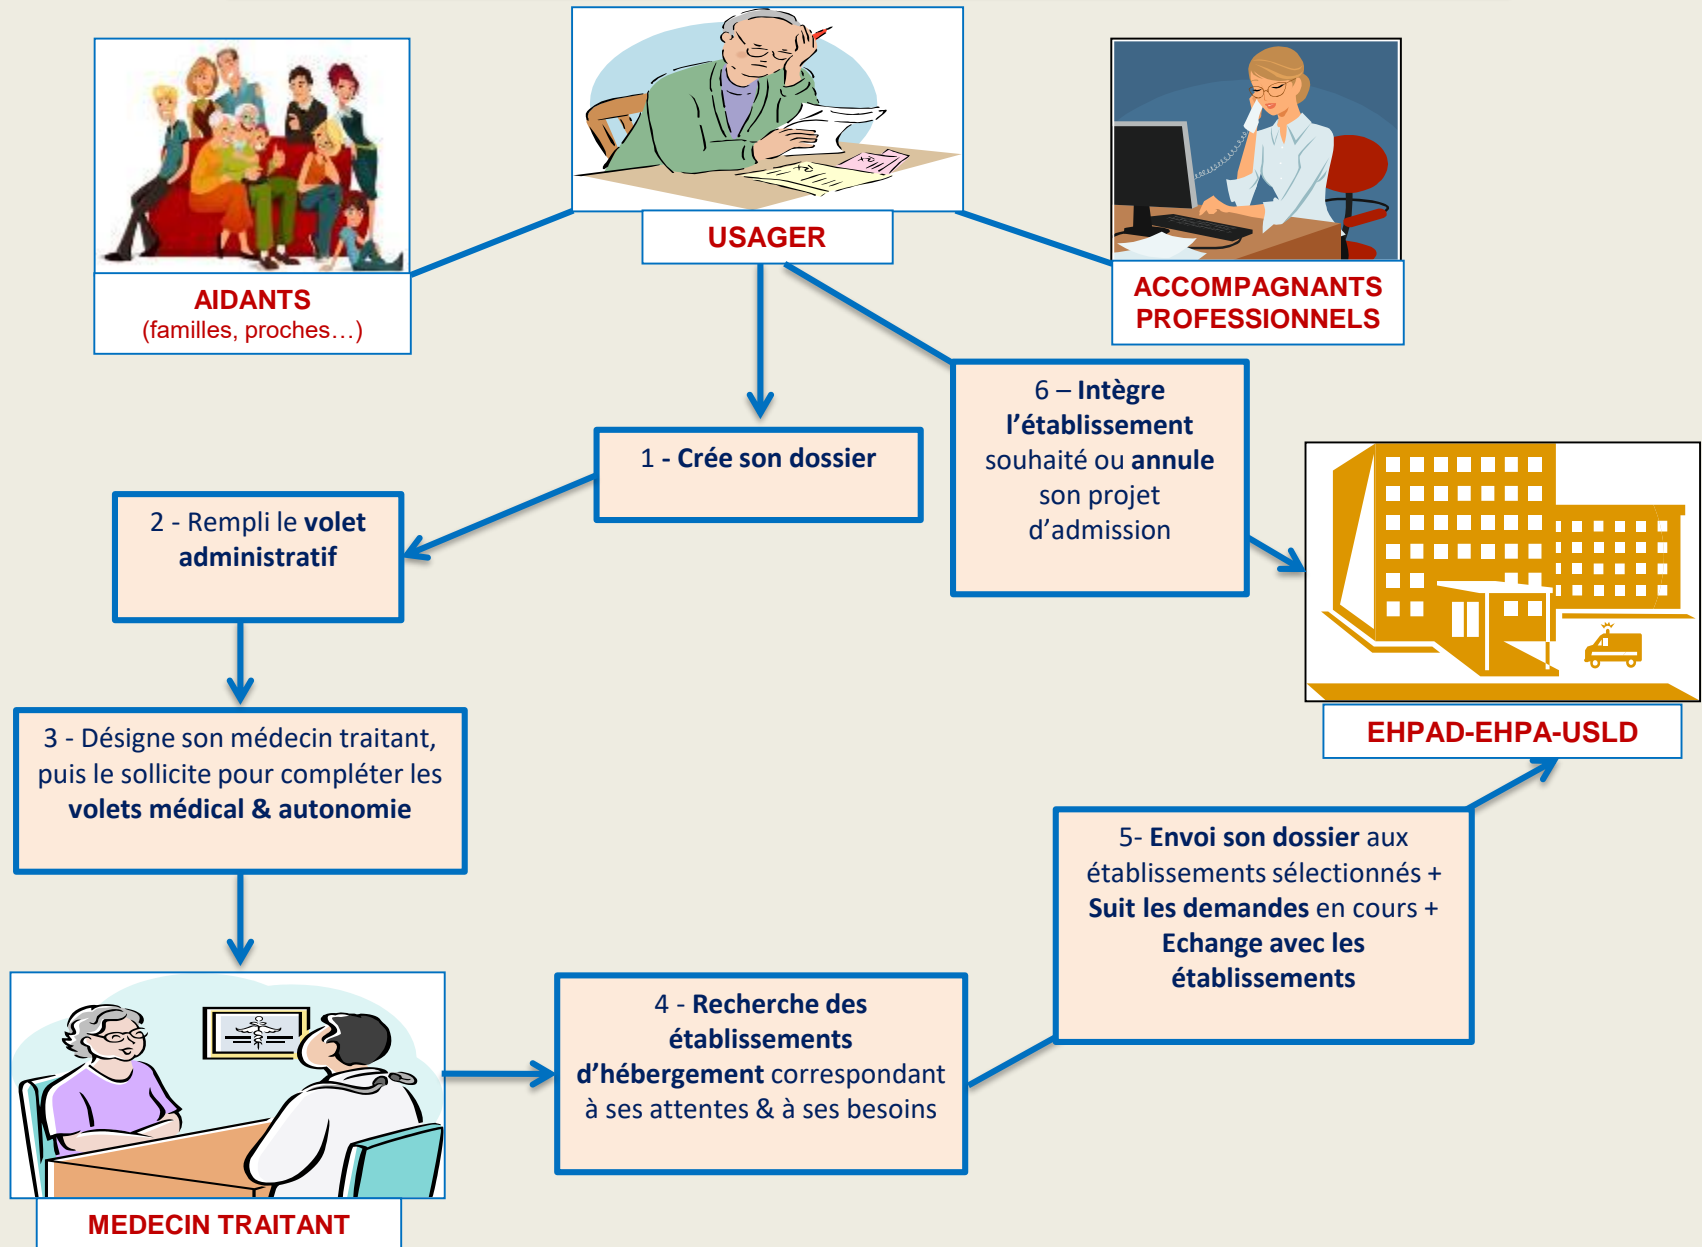 USAGER
AIDANTS
(familles, proches…)
ACCOMPAGNANTS
PROFESSIONNELS
1 - Crée son dossier
2 - Rempli le volet
administratif
3 - Désigne son médecin traitant,
puis le sollicite pour compléter les
volets médical & autonomie
MEDECIN TRAITANT
4 - Recherche des
établissements
d'hébergement correspondant
à ses attentes & à ses besoins
5- Envoi son dossier aux
établissements sélectionnés +
Suit les demandes en cours +
Echange avec les
établissements
6 – Intègre
l’établissement
souhaité ou annule
son projet
d’admission
EHPAD-EHPA-USLD